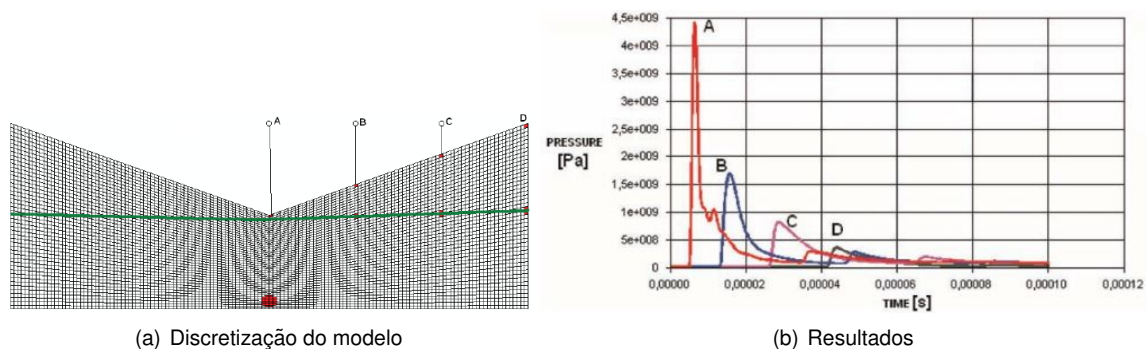 A
B
C
D
4,5e+009
4e+009
3,5e+009
3e+009
2,5e+009
2e+009
1,5e+009
1e+009
5e+008
0
PRESSURE
[Pa]
A
B
C
D
0,00000
0,00002
0,00004
0,00006
0,00008
0,00010
0,00012
TIME [S]
(a) Discretização do modelo
(b) Resultados